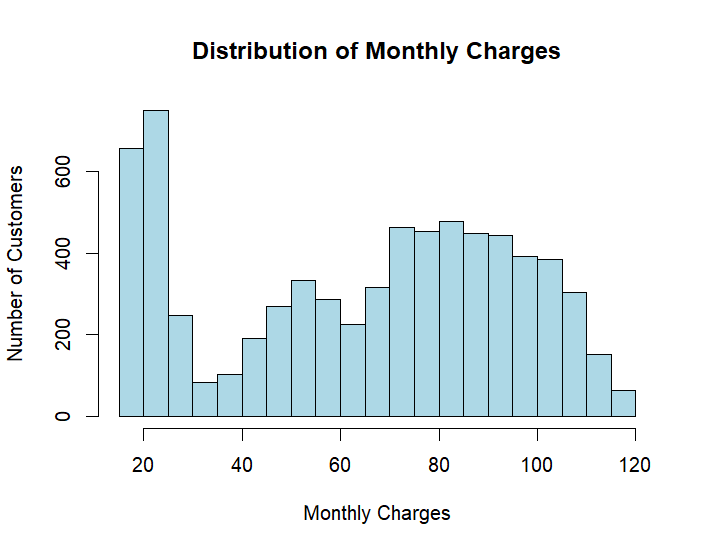 Distribution of Monthly Charges
Number of Customers
600
400
200
0
20 40 60 80 100 120
Monthly Charges